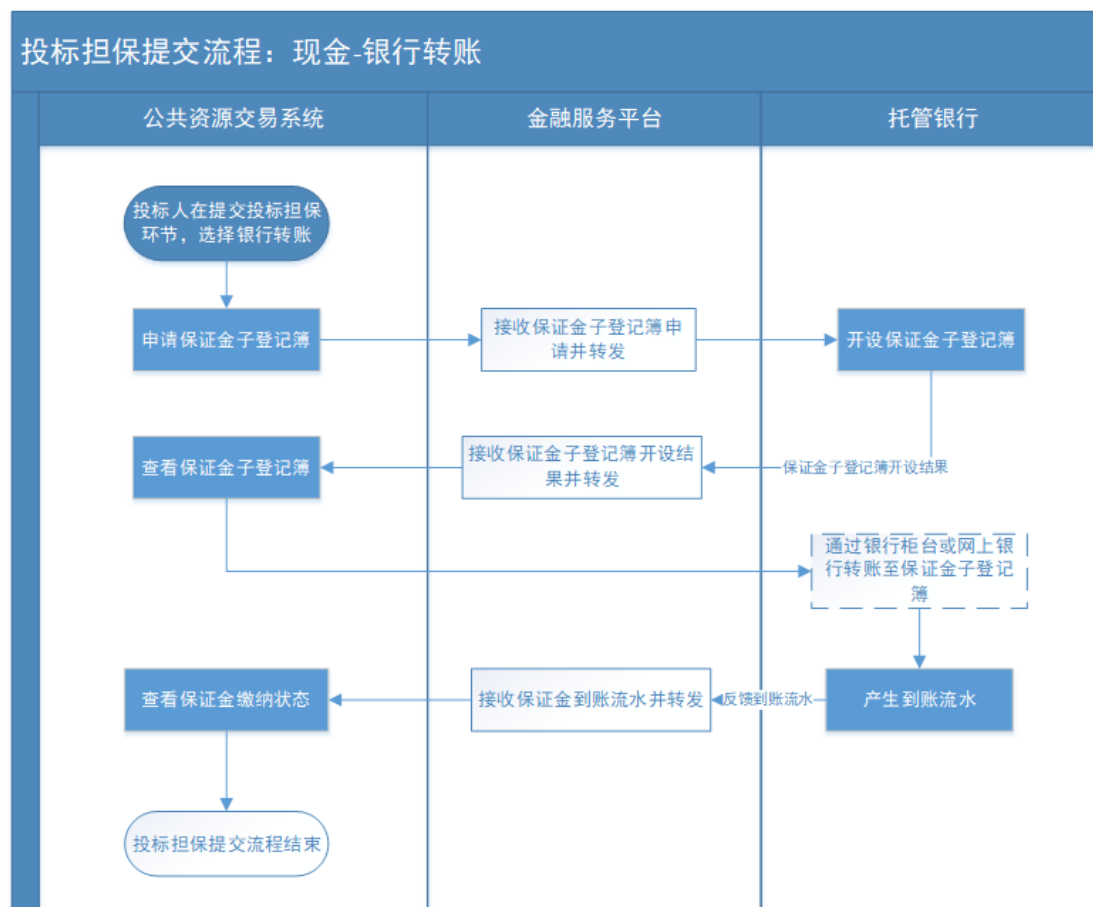 投标担保提交流程：现金-银行转账
公共资源交易系统
金融服务平台
托管银行
投标人在提交投标担保
环节，选择银行转账
申请保证金子登记簿
接收保证金子登记簿申
请并转发
开设保证金子登记簿
查看保证金子登记簿
接收保证金子登记簿开设结
果并转发
保证金子登记簿开设结果
通过银行柜台或网上银
行转账至保证金子登记
簿
查看保证金缴纳状态
接收保证金到账流水并转发
反馈到账流水
产生到账流水
投标担保提交流程结束